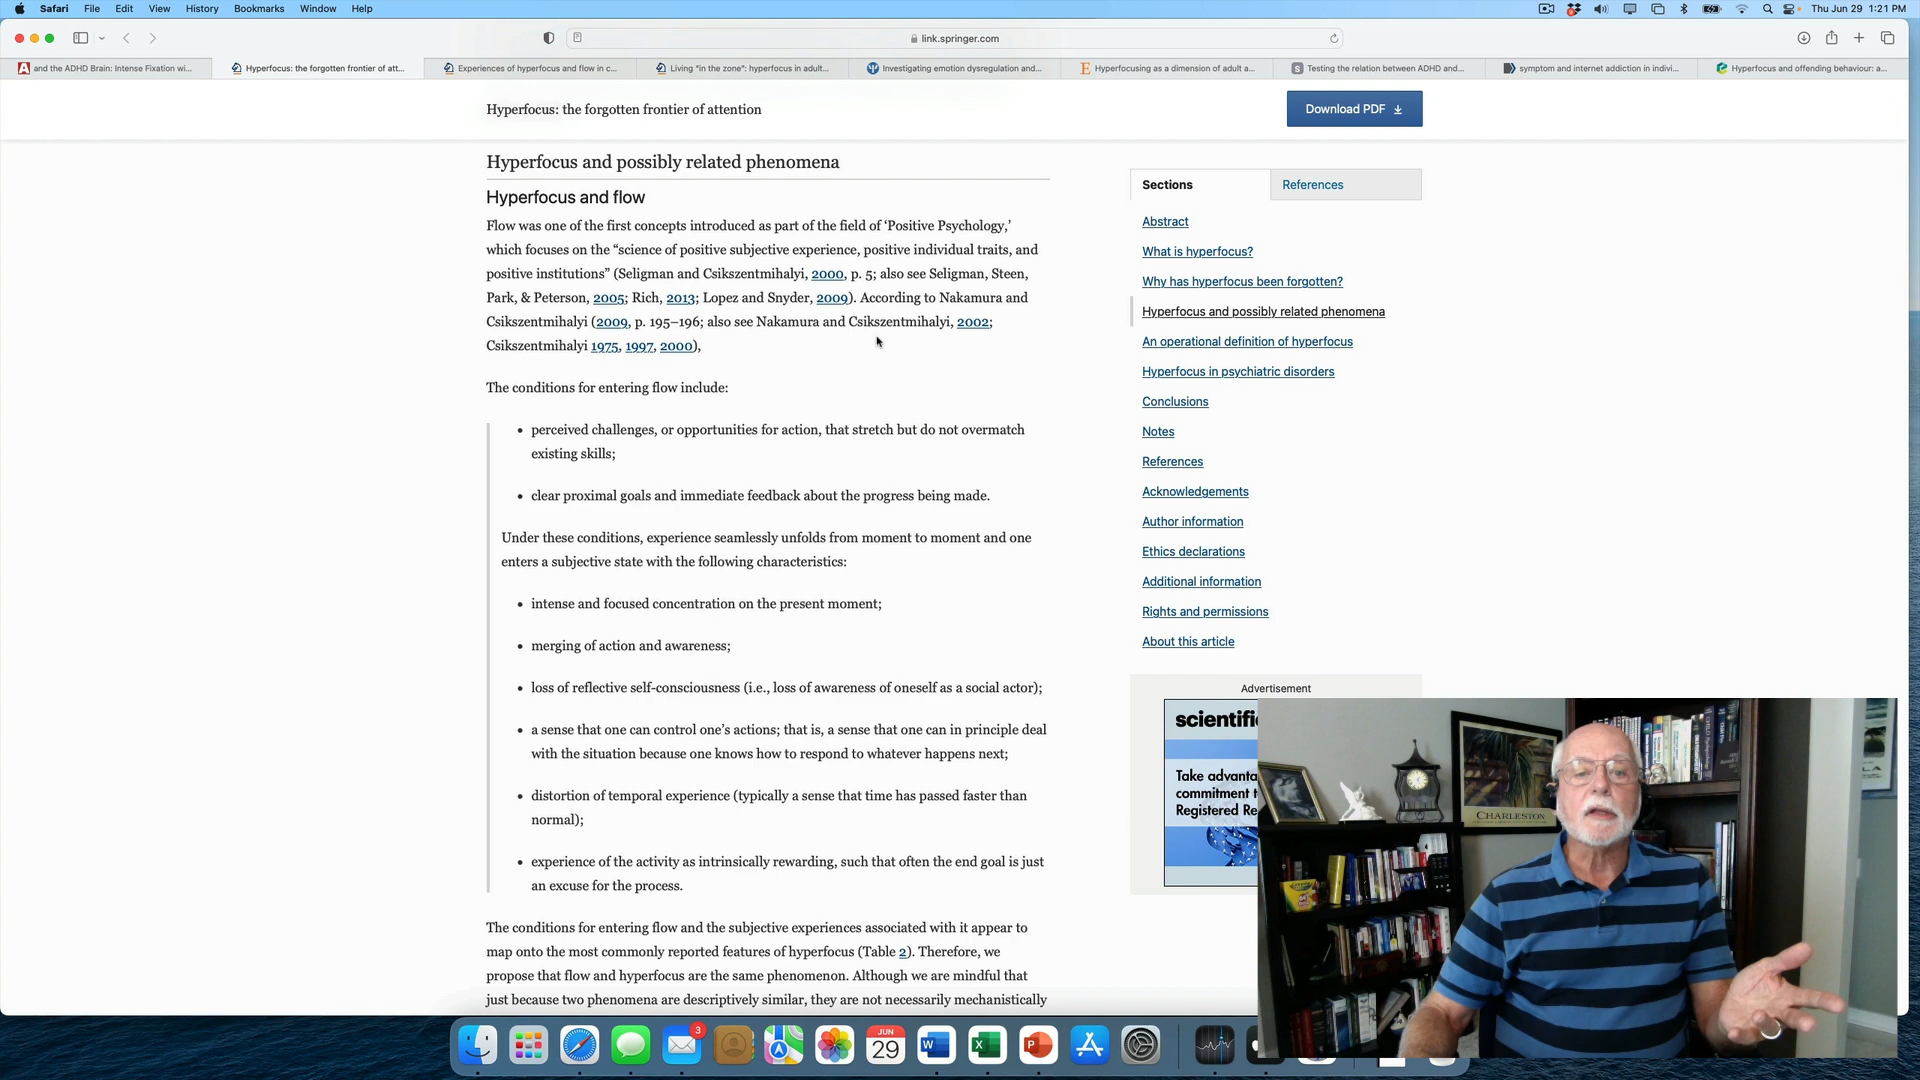 Safari File Edit View History Bookmarks Window Help
Thu Jun 29 1:21 PM
link.springer.com
and the ADHD Brain: Intense Fixation wi...
Hyperfocus: the forgotten frontier of att...
Experiences of hyperfocus and flow in c...
Living "in the zone": hyperfocus in adult...
Investigating emotion dysregulation and...
Hyperfocusing as a dimension of adult a...
Testing the relation between ADHD and...
symptom and internet addiction in indivi...
Hyperfocus and offending behaviour: a...
Hyperfocus: the forgotten frontier of attention
Download PDF
Hyperfocus and possibly related phenomena
Hyperfocus and flow
Flow was one of the first concepts introduced as part of the field of ‘Positive Psychology,’
which focuses on the “science of positive subjective experience, positive individual traits, and
positive institutions” (Seligman and Csikszentmihalyi, 2000, p. 5; also see Seligman, Steen,
Park, & Peterson, 2005; Rich, 2013; Lopez and Snyder, 2009). According to Nakamura and
Csikszentmihalyi (2009, p. 195–196; also see Nakamura and Csikszentmihalyi, 2002;
Csikszentmihalyi 1975, 1997, 2000),
The conditions for entering flow include:
• perceived challenges, or opportunities for action, that stretch but do not overmatch
existing skills;
• clear proximal goals and immediate feedback about the progress being made.
Under these conditions, experience seamlessly unfolds from moment to moment and one
enters a subjective state with the following characteristics:
• intense and focused concentration on the present moment;
• merging of action and awareness;
• loss of reflective self-consciousness (i.e., loss of awareness of oneself as a social actor);
• a sense that one can control one’s actions; that is, a sense that one can in principle deal
with the situation because one knows how to respond to whatever happens next;
• distortion of temporal experience (typically a sense that time has passed faster than
normal);
• experience of the activity as intrinsically rewarding, such that often the end goal is just
an excuse for the process.
The conditions for entering flow and the subjective experiences associated with it appear to
map onto the most commonly reported features of hyperfocus (Table 2). Therefore, we
propose that flow and hyperfocus are the same phenomenon. Although we are mindful that
just because two phenomena are descriptively similar, they are not necessarily mechanistically
Sections
References
Abstract
What is hyperfocus?
Why has hyperfocus been forgotten?
Hyperfocus and possibly related phenomena
An operational definition of hyperfocus
Hyperfocus in psychiatric disorders
Conclusions
Notes
References
Acknowledgements
Author information
Ethics declarations
Additional information
Rights and permissions
About this article
Advertisement
scientifi
Take advanta
commitment t
Registered Re
CHARLESTON
3
JUN
29